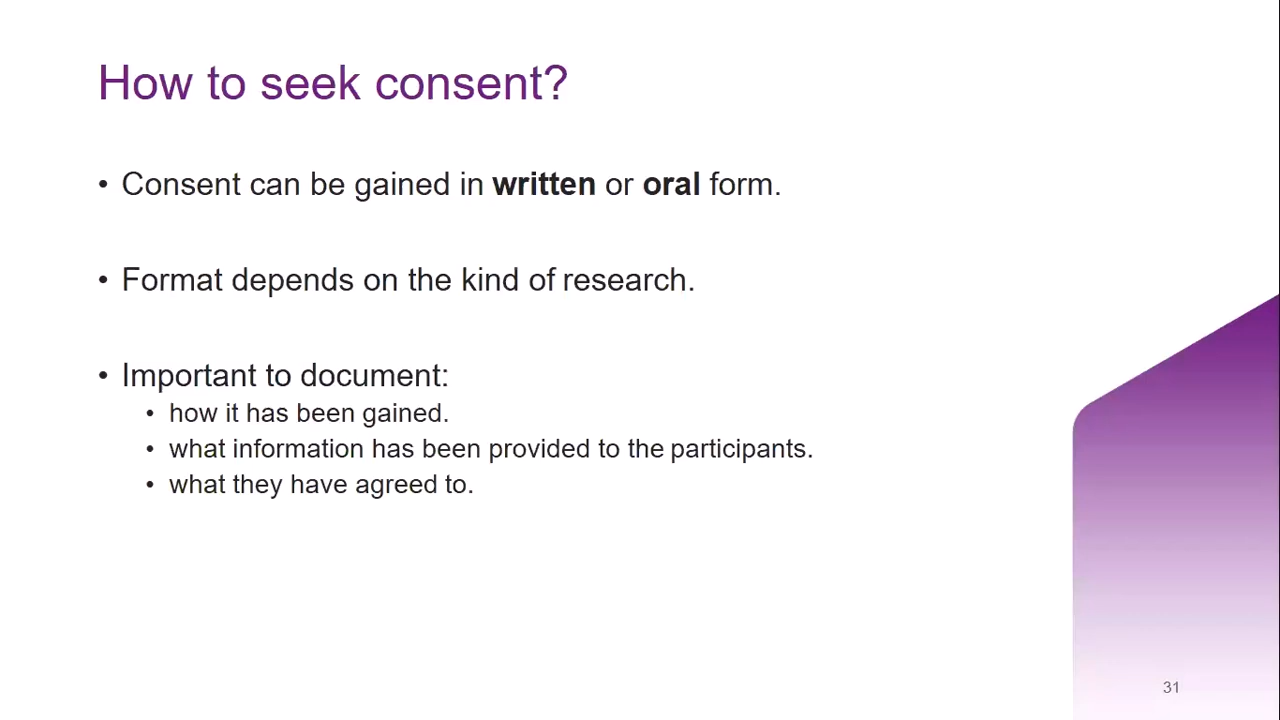 How to seek consent?
• Consent can be gained in written or oral form.
• Format depends on the kind of research.
• Important to document:
• how it has been gained.
• what information has been provided to the participants.
• what they have agreed to.
31